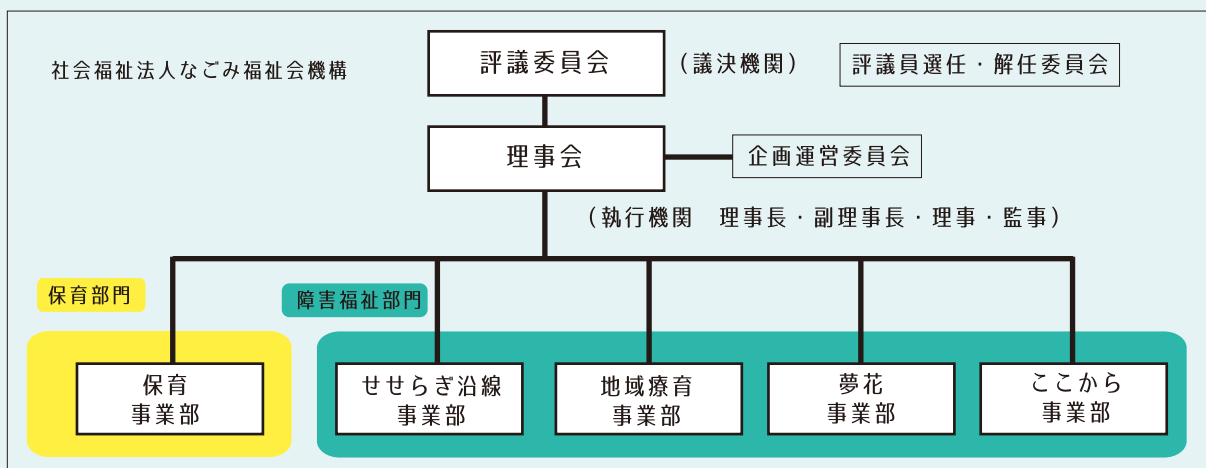 社会福祉法人なごみ福祉会機構
評議委員会
（議決機関）
評議員選任・解任委員会
理事会
企画運営委員会
（執行機関　理事長・副理事長・理事・監事）
保育部門
障害福祉部門
保育
事業部
せせらぎ沿線
事業部
地域療育
事業部
夢花
事業部
ここから
事業部